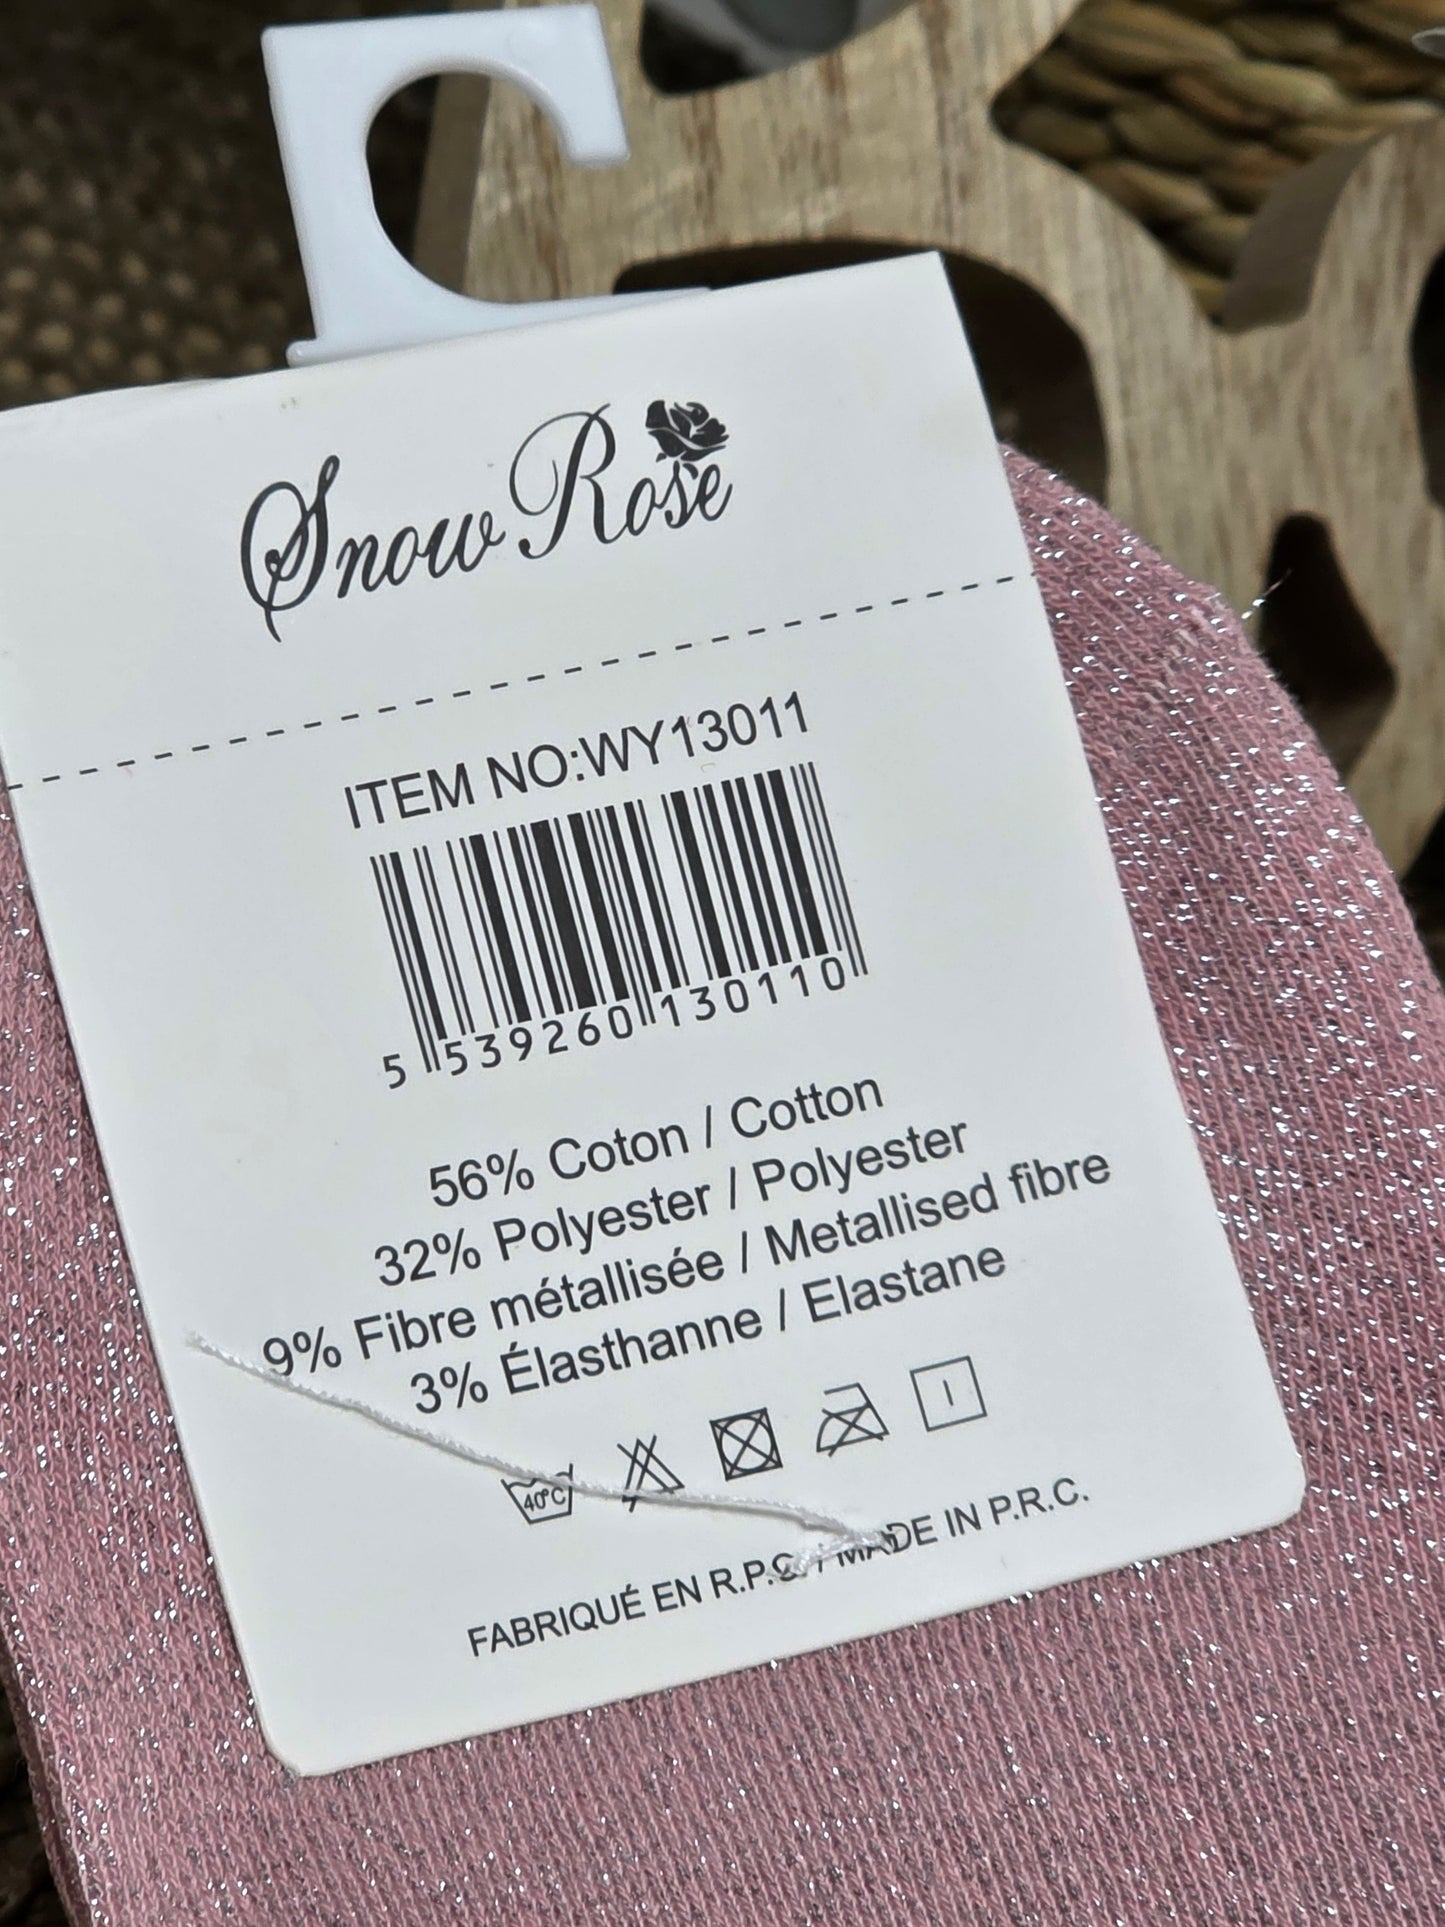 Snow Rose
ITEM NO:WY13011
5 539260 130110
56% Coton / Cotton
32% Polyester / Polyester
9% Fibre métallisée / Metallised fibre
3% Élasthanne / Elastane
40°C
FABRIQUÉ EN R.P.C. / MADE IN P.R.C.